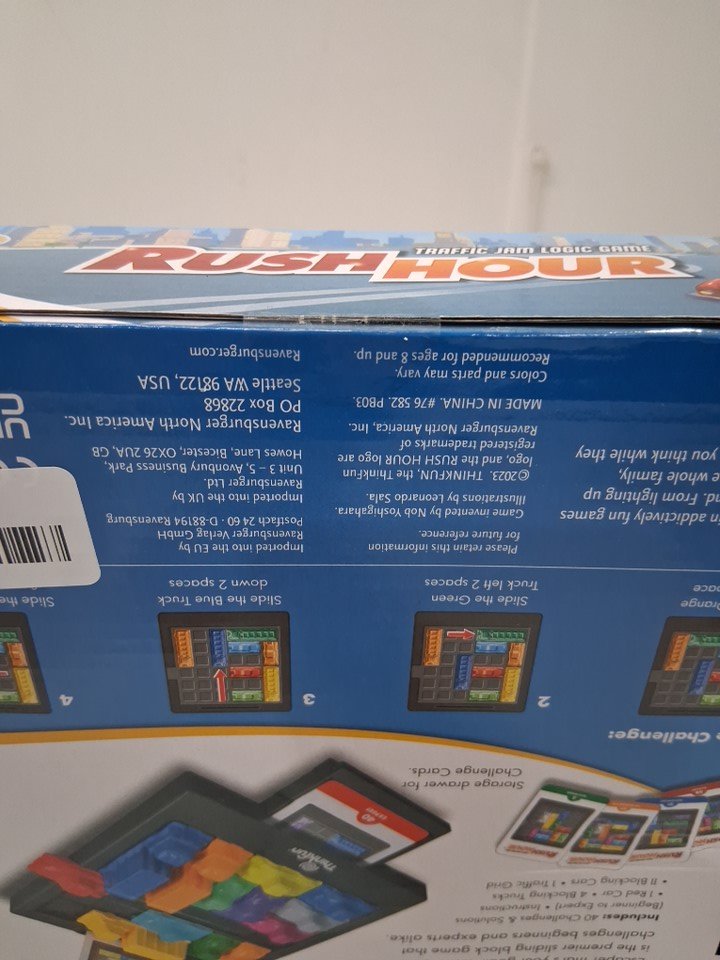 TRAFFIC JAM LOGIC GAME
RUSH HOUR
escaper
is the premier sliding block game that
challenges beginners and experts alike.
Includes: 40 Challenges & Solutions
(Beginner to Expert) • Instructions
• 1 Red Car • 4 Blocking Trucks
• 11 Blocking Cars • 1 Traffic Grid
Storage drawer for
Challenge Cards.
ThinkFun
EXPERT
40
Challenge:
2
3
4
Slide the Green
Truck left 2 spaces
Slide the Blue Truck
down 2 spaces
Slide the
in addictively fun games
From lighting up
whole family,
you think while they
Please retain this information
for future reference.
Game invented by Nob Yoshigahara.
Illustrations by Leonardo Sala.
©2023. THINKFUN, the ThinkFun
logo, and the RUSH HOUR logo are
registered trademarks of
Ravensburger North America, Inc.
MADE IN CHINA. #76 582. PB03.
Colors and parts may vary.
Recommended for ages 8 and up.
Imported into the EU by
Ravensburger Verlag GmbH
Postfach 24 60 · D-88194 Ravensburg
Imported into the UK by
Ravensburger Ltd.
Unit 3 – 5, Avonbury Business Park,
Howes Lane, Bicester, OX26 2UA, GB
Ravensburger North America Inc.
PO Box 22868
Seattle WA 98122, USA
Ravensburger.com